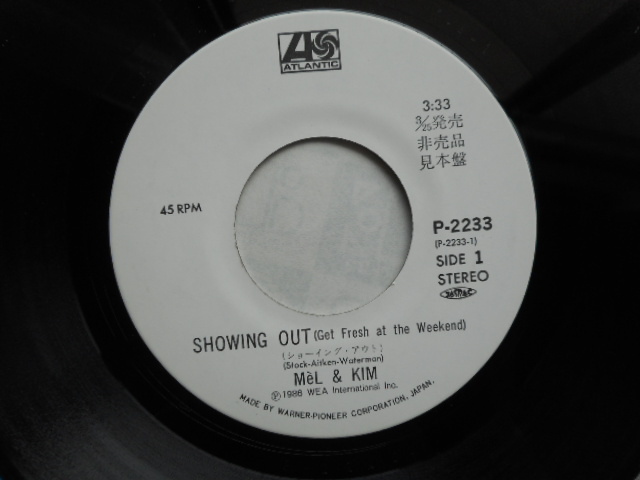 ATLANTIC
3:33
3/25発売
非売品
見本盤
45 RPM
P-2233
(P-2233-1)
SIDE 1
STEREO
SHOWING OUT (Get Fresh at the Weekend)
(ショーイング・アウト)
(Stock-Aitken-Waterman)
MèL & KIM
Ⓟ1986 WEA International Inc.
MADE BY WARNER-PIONEER CORPORATION, JAPAN.